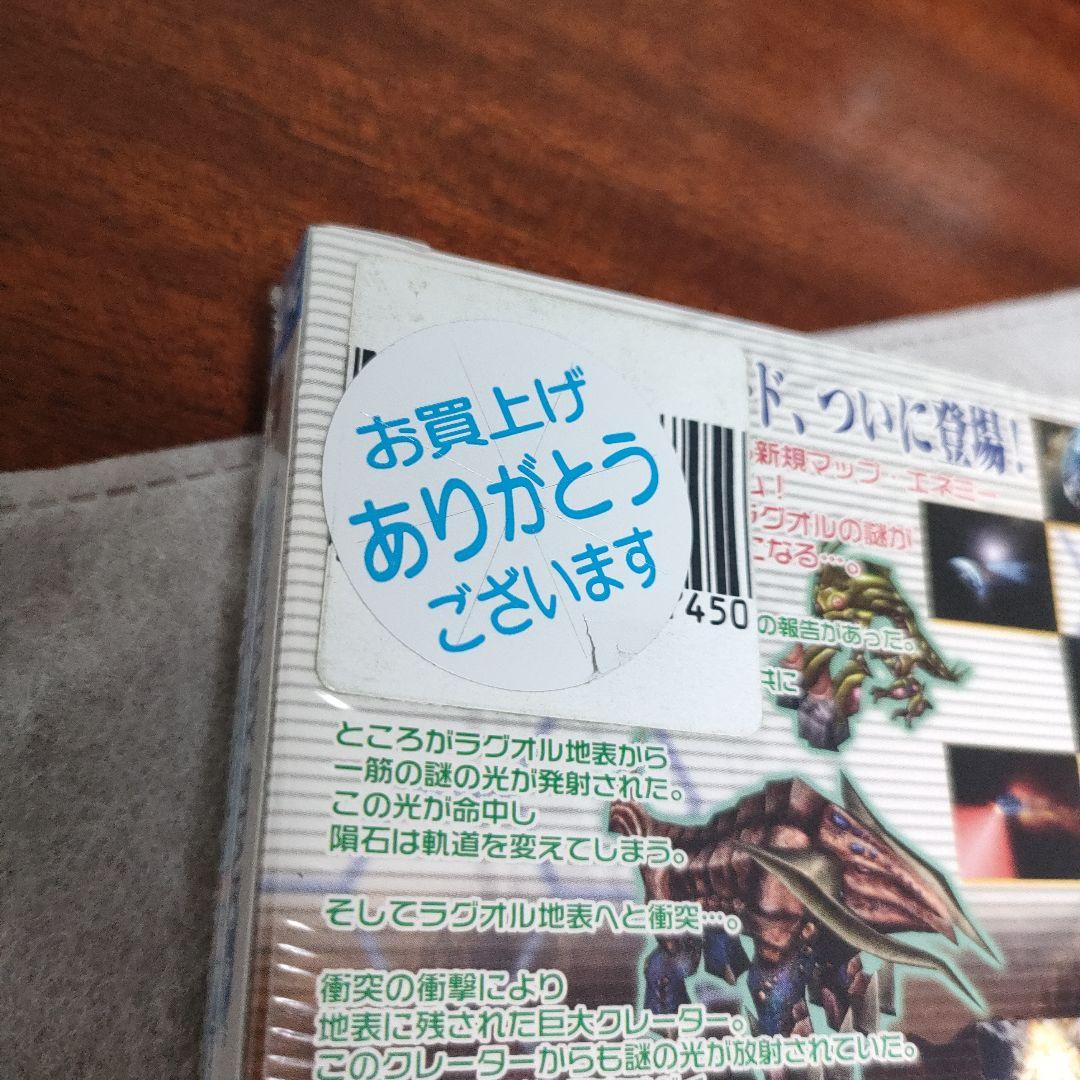 お買上げ
ありがとう
ございます
450
ド、ついに登場!
新規マップ・エネミー
!
ラグオルの謎が
になる…。
の報告があった。
共に
ところがラグオル地表から
一筋の謎の光が発射された。
この光が命中し
隕石は軌道を変えてしまう。
そしてラグオル地表へと衝突…。
衝突の衝撃により
地表に残された巨大クレーター。
このクレーターからも謎の光が放射されていた。